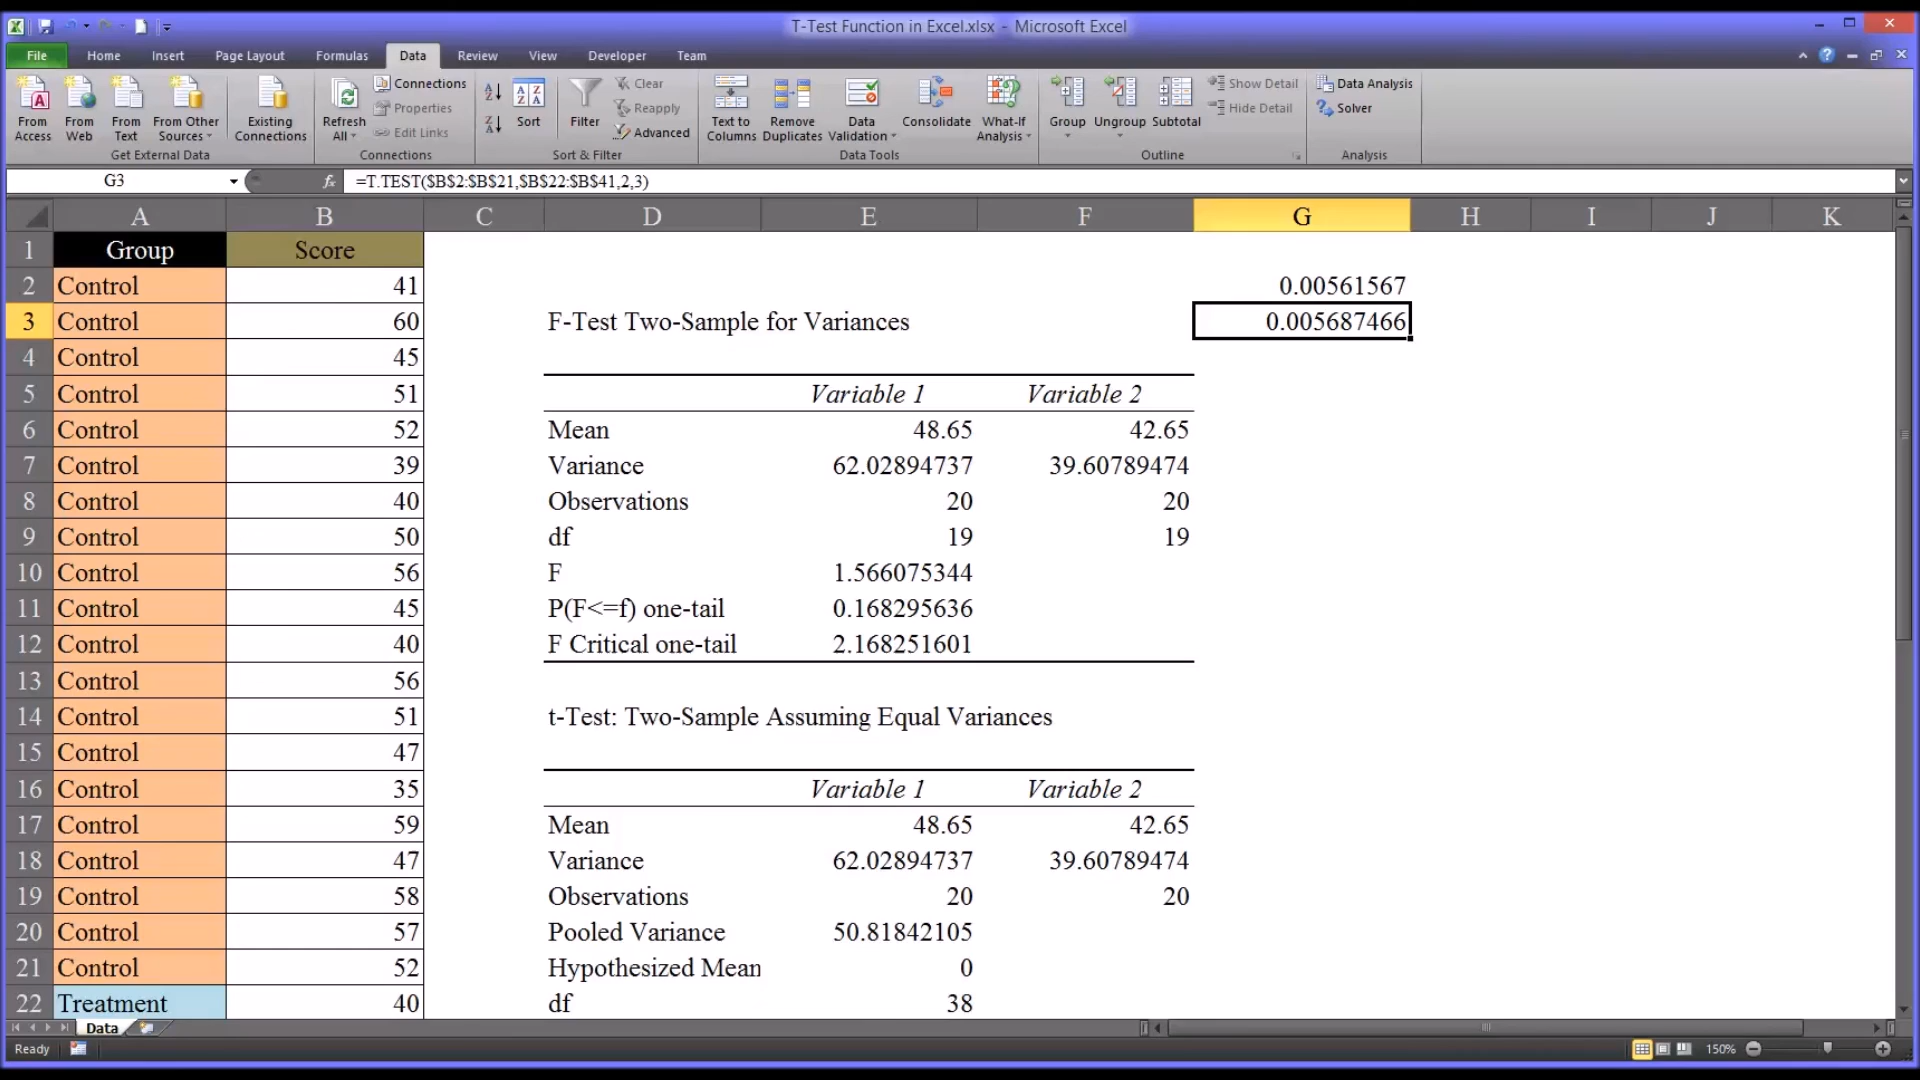 T-Test Function in Excel.xlsx - Microsoft Excel
File Home Insert Page Layout Formulas Data Review View Developer Team
From Access From Web From Text From Other Sources Existing Connections Refresh All Connections Properties Edit Links Sort Filter Clear Reapply Advanced Text to Columns Remove Duplicates Data Validation Consolidate What-If Analysis Group Ungroup Subtotal Show Detail Hide Detail Data Analysis Solver
Get External Data Connections Sort & Filter Data Tools Outline Analysis
G3 fx =T.TEST($B$2:$B$21,$B$22:$B$41,2,3)
A B C D E F G H I J K
1 Group Score
2 Control 41 0.00561567
3 Control 60 F-Test Two-Sample for Variances 0.005687466
4 Control 45
5 Control 51 Variable 1 Variable 2
6 Control 52 Mean 48.65 42.65
7 Control 39 Variance 62.02894737 39.60789474
8 Control 40 Observations 20 20
9 Control 50 df 19 19
10 Control 56 F 1.566075344
11 Control 45 P(F<=f) one-tail 0.168295636
12 Control 40 F Critical one-tail 2.168251601
13 Control 56
14 Control 51 t-Test: Two-Sample Assuming Equal Variances
15 Control 47
16 Control 35 Variable 1 Variable 2
17 Control 59 Mean 48.65 42.65
18 Control 47 Variance 62.02894737 39.60789474
19 Control 58 Observations 20 20
20 Control 57 Pooled Variance 50.81842105
21 Control 52 Hypothesized Mean 0
22 Treatment 40 df 38
Data
Ready 150%